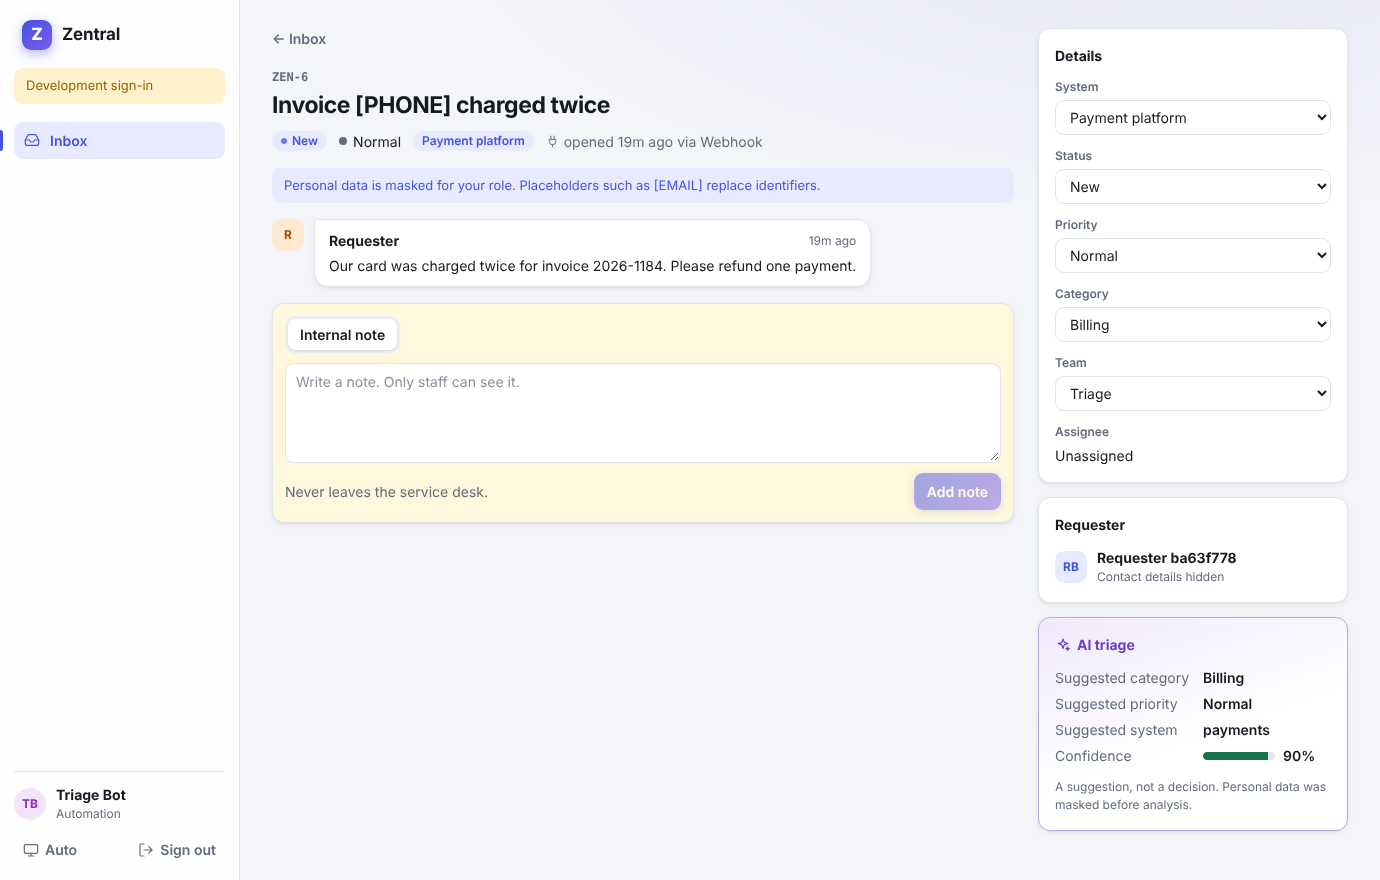 Z Zentral
Development sign-in
Inbox
TB
Triage Bot
Automation
Auto
Sign out
← Inbox
ZEN-6
Invoice [PHONE] charged twice
New Normal Payment platform opened 19m ago via Webhook
Personal data is masked for your role. Placeholders such as [EMAIL] replace identifiers.
R
Requester 19m ago
Our card was charged twice for invoice 2026-1184. Please refund one payment.
Internal note
Write a note. Only staff can see it.
Never leaves the service desk.
Add note
Details
System
Payment platform
Status
New
Priority
Normal
Category
Billing
Team
Triage
Assignee
Unassigned
Requester
RB
Requester ba63f778
Contact details hidden
AI triage
Suggested category Billing
Suggested priority Normal
Suggested system payments
Confidence 90%
A suggestion, not a decision. Personal data was
masked before analysis.